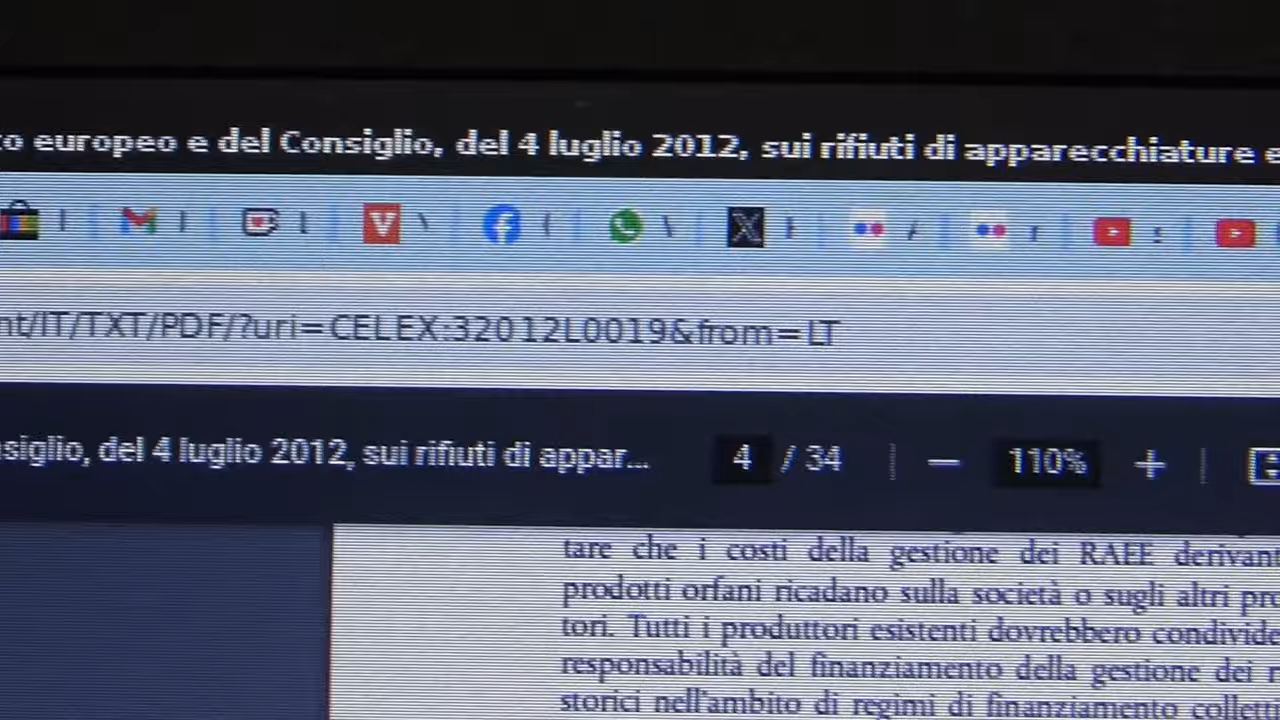 europeo e del Consiglio, del 4 luglio 2012, sui rifiuti di apparecchiature e
nt/IT/TXT/PDF/?uri=CELEX:32012L0019&from=LT
siglio, del 4 luglio 2012, sui rifiuti di appar... 4 / 34 110%
tare che i costi della gestione dei RAEE derivan
prodotti orfani ricadano sulla società o sugli altri pro
tori. Tutti i produttori esistenti dovrebbero condivide
responsabilità del finanziamento della gestione dei r
storici nell'ambito di regimi di finanziamento colletti